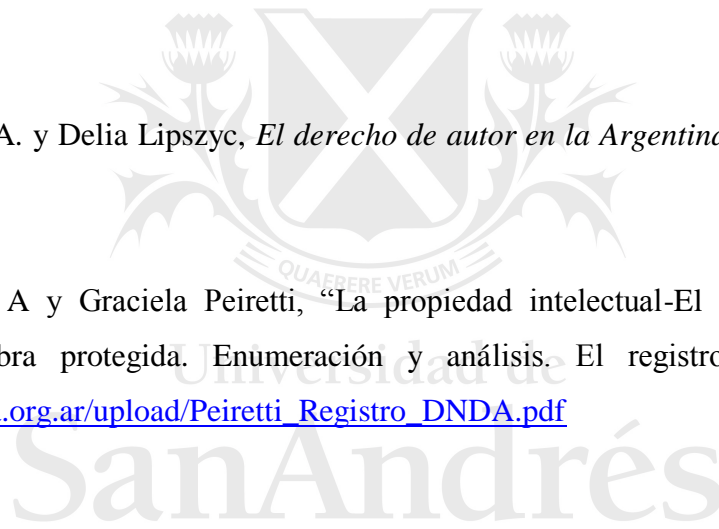 A. y Delia Lipszyc, El derecho de autor en la Argentina
QUAERERE VERUM
A y Graciela Peiretti, “La propiedad intelectual-El
bra protegida. Enumeración y análisis. El registro
.org.ar/upload/Peiretti_Registro_DNDA.pdf
Universidad de
SanAndrés